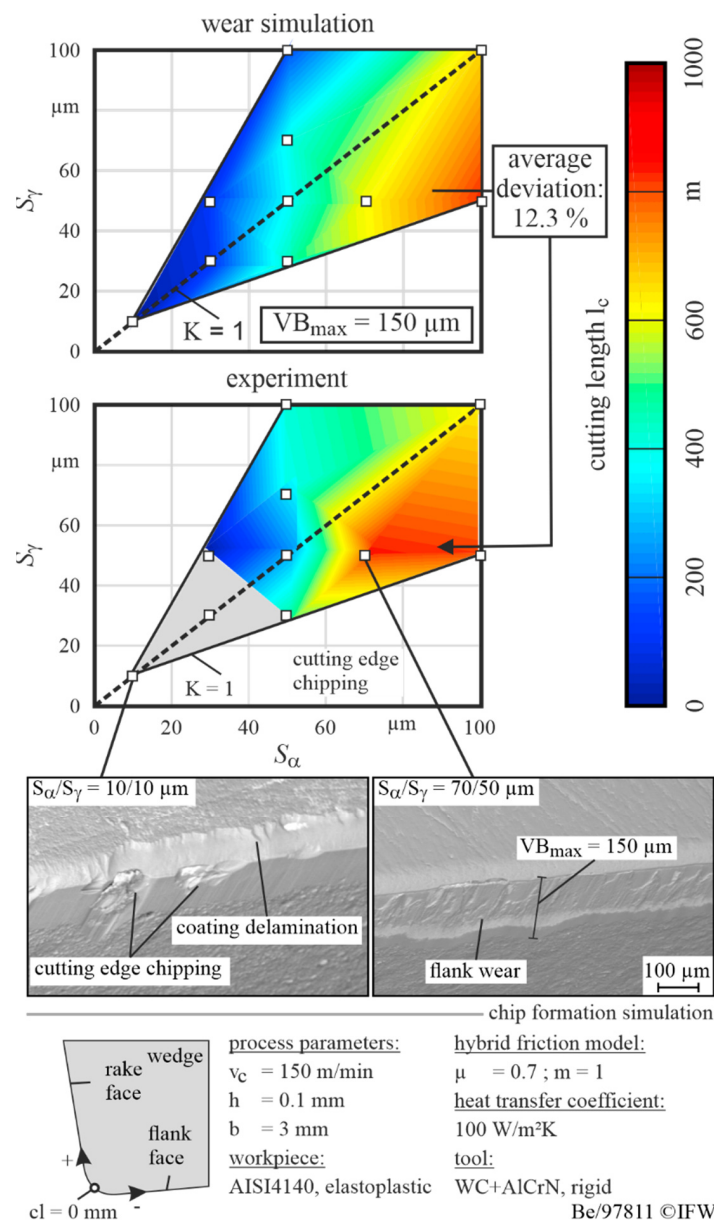 wear simulation
100
μm
60
40
20
0
Sγ
K = 1
VBmax = 150 μm
average
deviation:
12.3 %
experiment
100
μm
60
40
20
0
Sγ
K = 1
cutting edge
chipping
0
20
40
60
μm
100
Sα
cutting length lc
1000
m
600
400
200
0
Sα/Sγ = 10/10 μm
coating delamination
cutting edge chipping
Sα/Sγ = 70/50 μm
VBmax = 150 μm
flank wear
100 μm
chip formation simulation
wedge
rake
face
flank
face
+
-
cl = 0 mm
process parameters:
vc = 150 m/min
h = 0.1 mm
b = 3 mm
workpiece:
AISI4140, elastoplastic
hybrid friction model:
μ = 0.7 ; m = 1
heat transfer coefficient:
100 W/m²K
tool:
WC+AlCrN, rigid
Be/97811 ©IFW